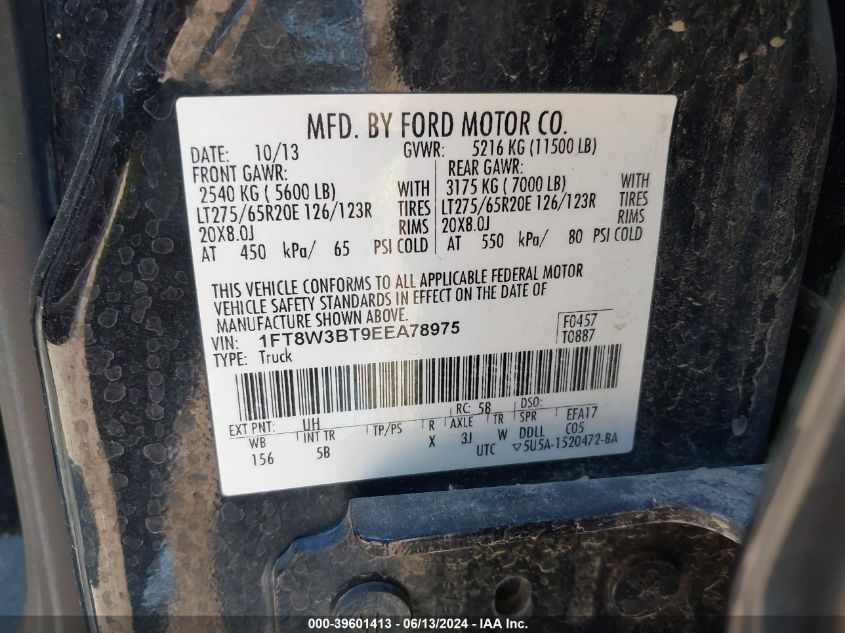 MFD. BY FORD MOTOR CO.
DATE: 10/13 GVWR: 5216 KG (11500 LB)
FRONT GAWR: REAR GAWR:
2540 KG ( 5600 LB) WITH 3175 KG ( 7000 LB) WITH
LT275/65R20E 126/123R TIRES LT275/65R20E 126/123R TIRES
20X8.0J RIMS 20X8.0J RIMS
AT 450 kPa/ 65 PSI COLD AT 550 kPa/ 80 PSI COLD
THIS VEHICLE CONFORMS TO ALL APPLICABLE FEDERAL MOTOR
VEHICLE SAFETY STANDARDS IN EFFECT ON THE DATE OF
MANUFACTURE SHOWN ABOVE.
VIN: 1FT8W3BT9EEA78975 F0457
TYPE: Truck T0887
EXT PNT: UH RC: 58 DSO:
WB INT TR TP/PS R AXLE TR SPR EFA17
156 5B X 3J W DDLL C05
UTC ▽5U5A-1520472-BA
000-39601413 - 06/13/2024 - IAA Inc.